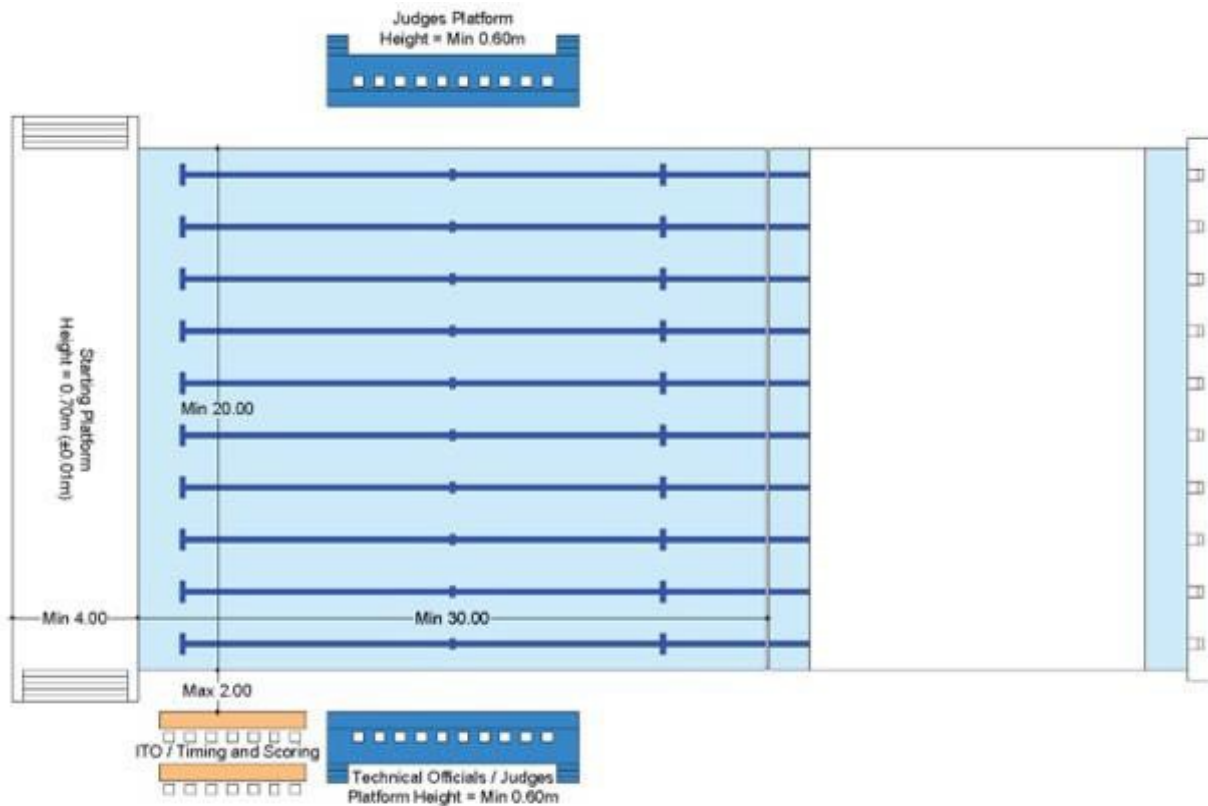 Judges Platform
Height = Min 0.60m
Starting Platform
Height = 0.70m (±0.01m)
Min 20.00
Min 4.00
Min 30.00
Max 2.00
ITO / Timing and Scoring
Technical Officials / Judges
Platform Height = Min 0.60m